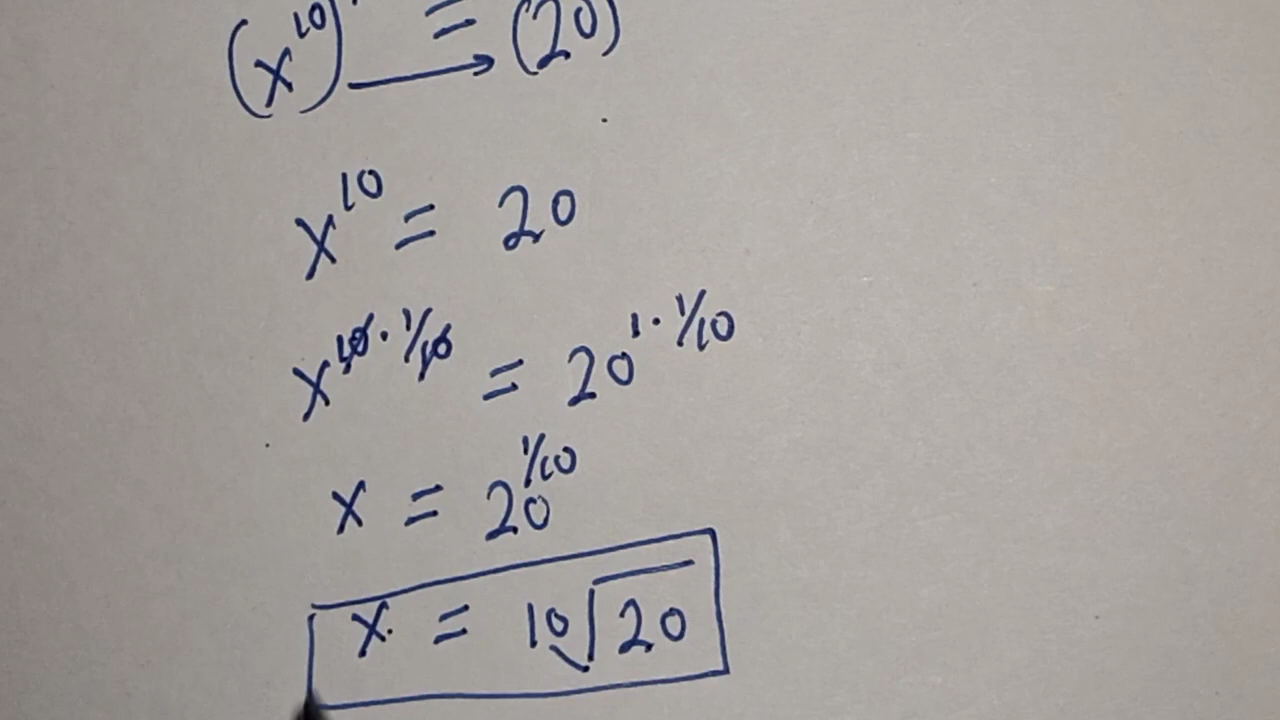 (x^10) = (20)
x^10 = 20
x^10·1/10 = 20^1·1/10
x = 20^1/10
x = 10√20